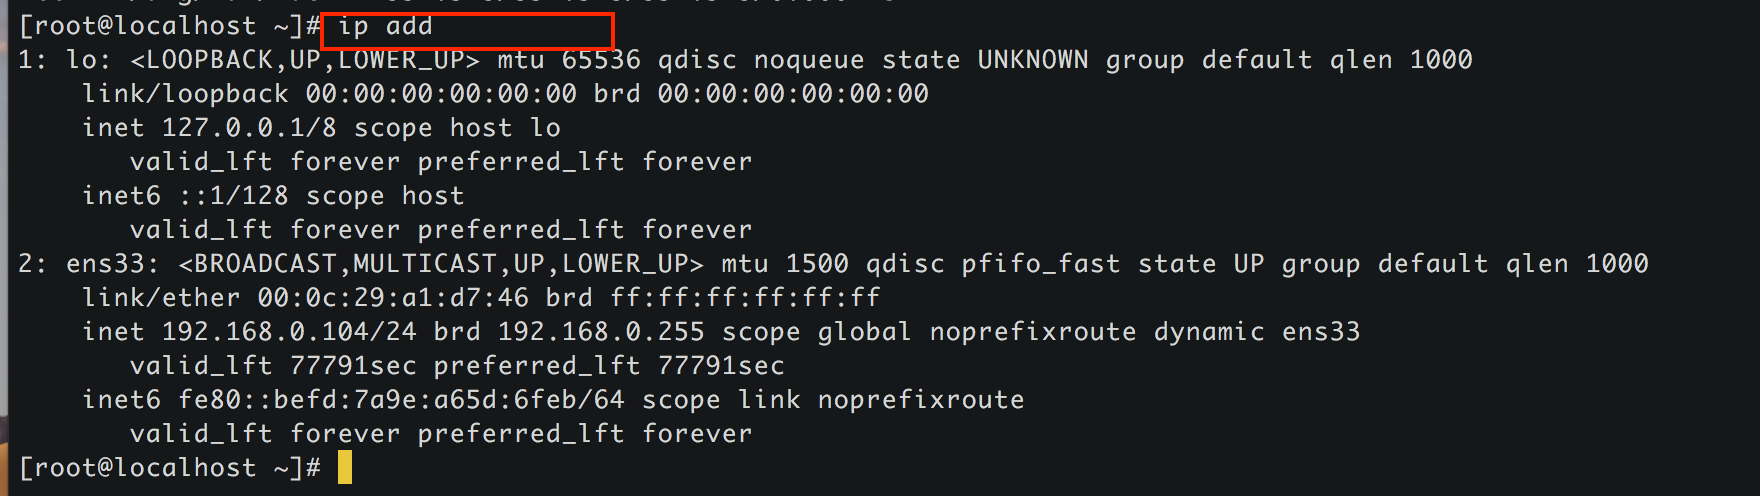 [root@localhost ~]# ip add
1: lo: <LOOPBACK,UP,LOWER_UP> mtu 65536 qdisc noqueue state UNKNOWN group default qlen 1000
    link/loopback 00:00:00:00:00:00 brd 00:00:00:00:00:00
    inet 127.0.0.1/8 scope host lo
       valid_lft forever preferred_lft forever
    inet6 ::1/128 scope host
       valid_lft forever preferred_lft forever
2: ens33: <BROADCAST,MULTICAST,UP,LOWER_UP> mtu 1500 qdisc pfifo_fast state UP group default qlen 1000
    link/ether 00:0c:29:a1:d7:46 brd ff:ff:ff:ff:ff:ff
    inet 192.168.0.104/24 brd 192.168.0.255 scope global noprefixroute dynamic ens33
       valid_lft 77791sec preferred_lft 77791sec
    inet6 fe80::befd:7a9e:a65d:6feb/64 scope link noprefixroute
       valid_lft forever preferred_lft forever
[root@localhost ~]#